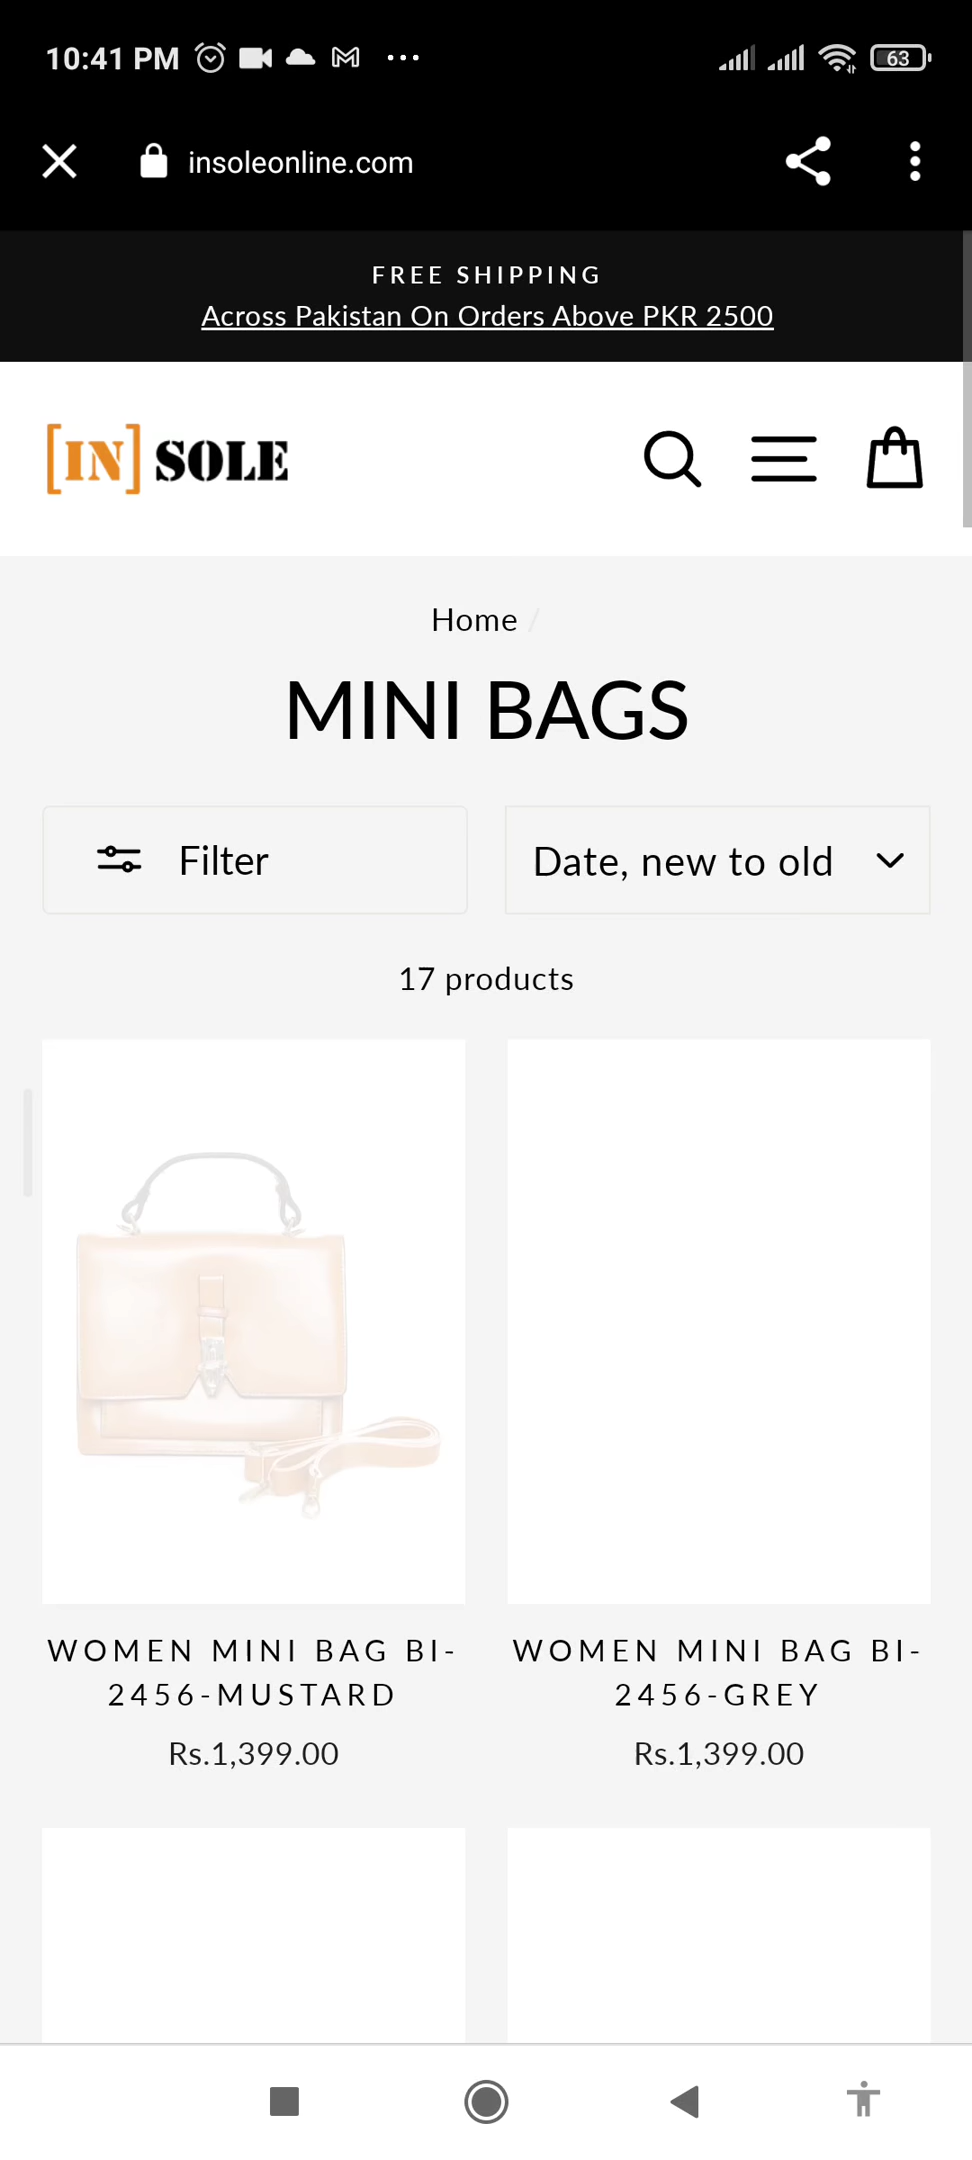 10:41 PM
63
insoleonline.com
FREE SHIPPING
Across Pakistan On Orders Above PKR 2500
[IN] SOLE
Home /
MINI BAGS
Filter
Date, new to old
17 products
WOMEN MINI BAG BI-
2456-MUSTARD
Rs.1,399.00
WOMEN MINI BAG BI-
2456-GREY
Rs.1,399.00